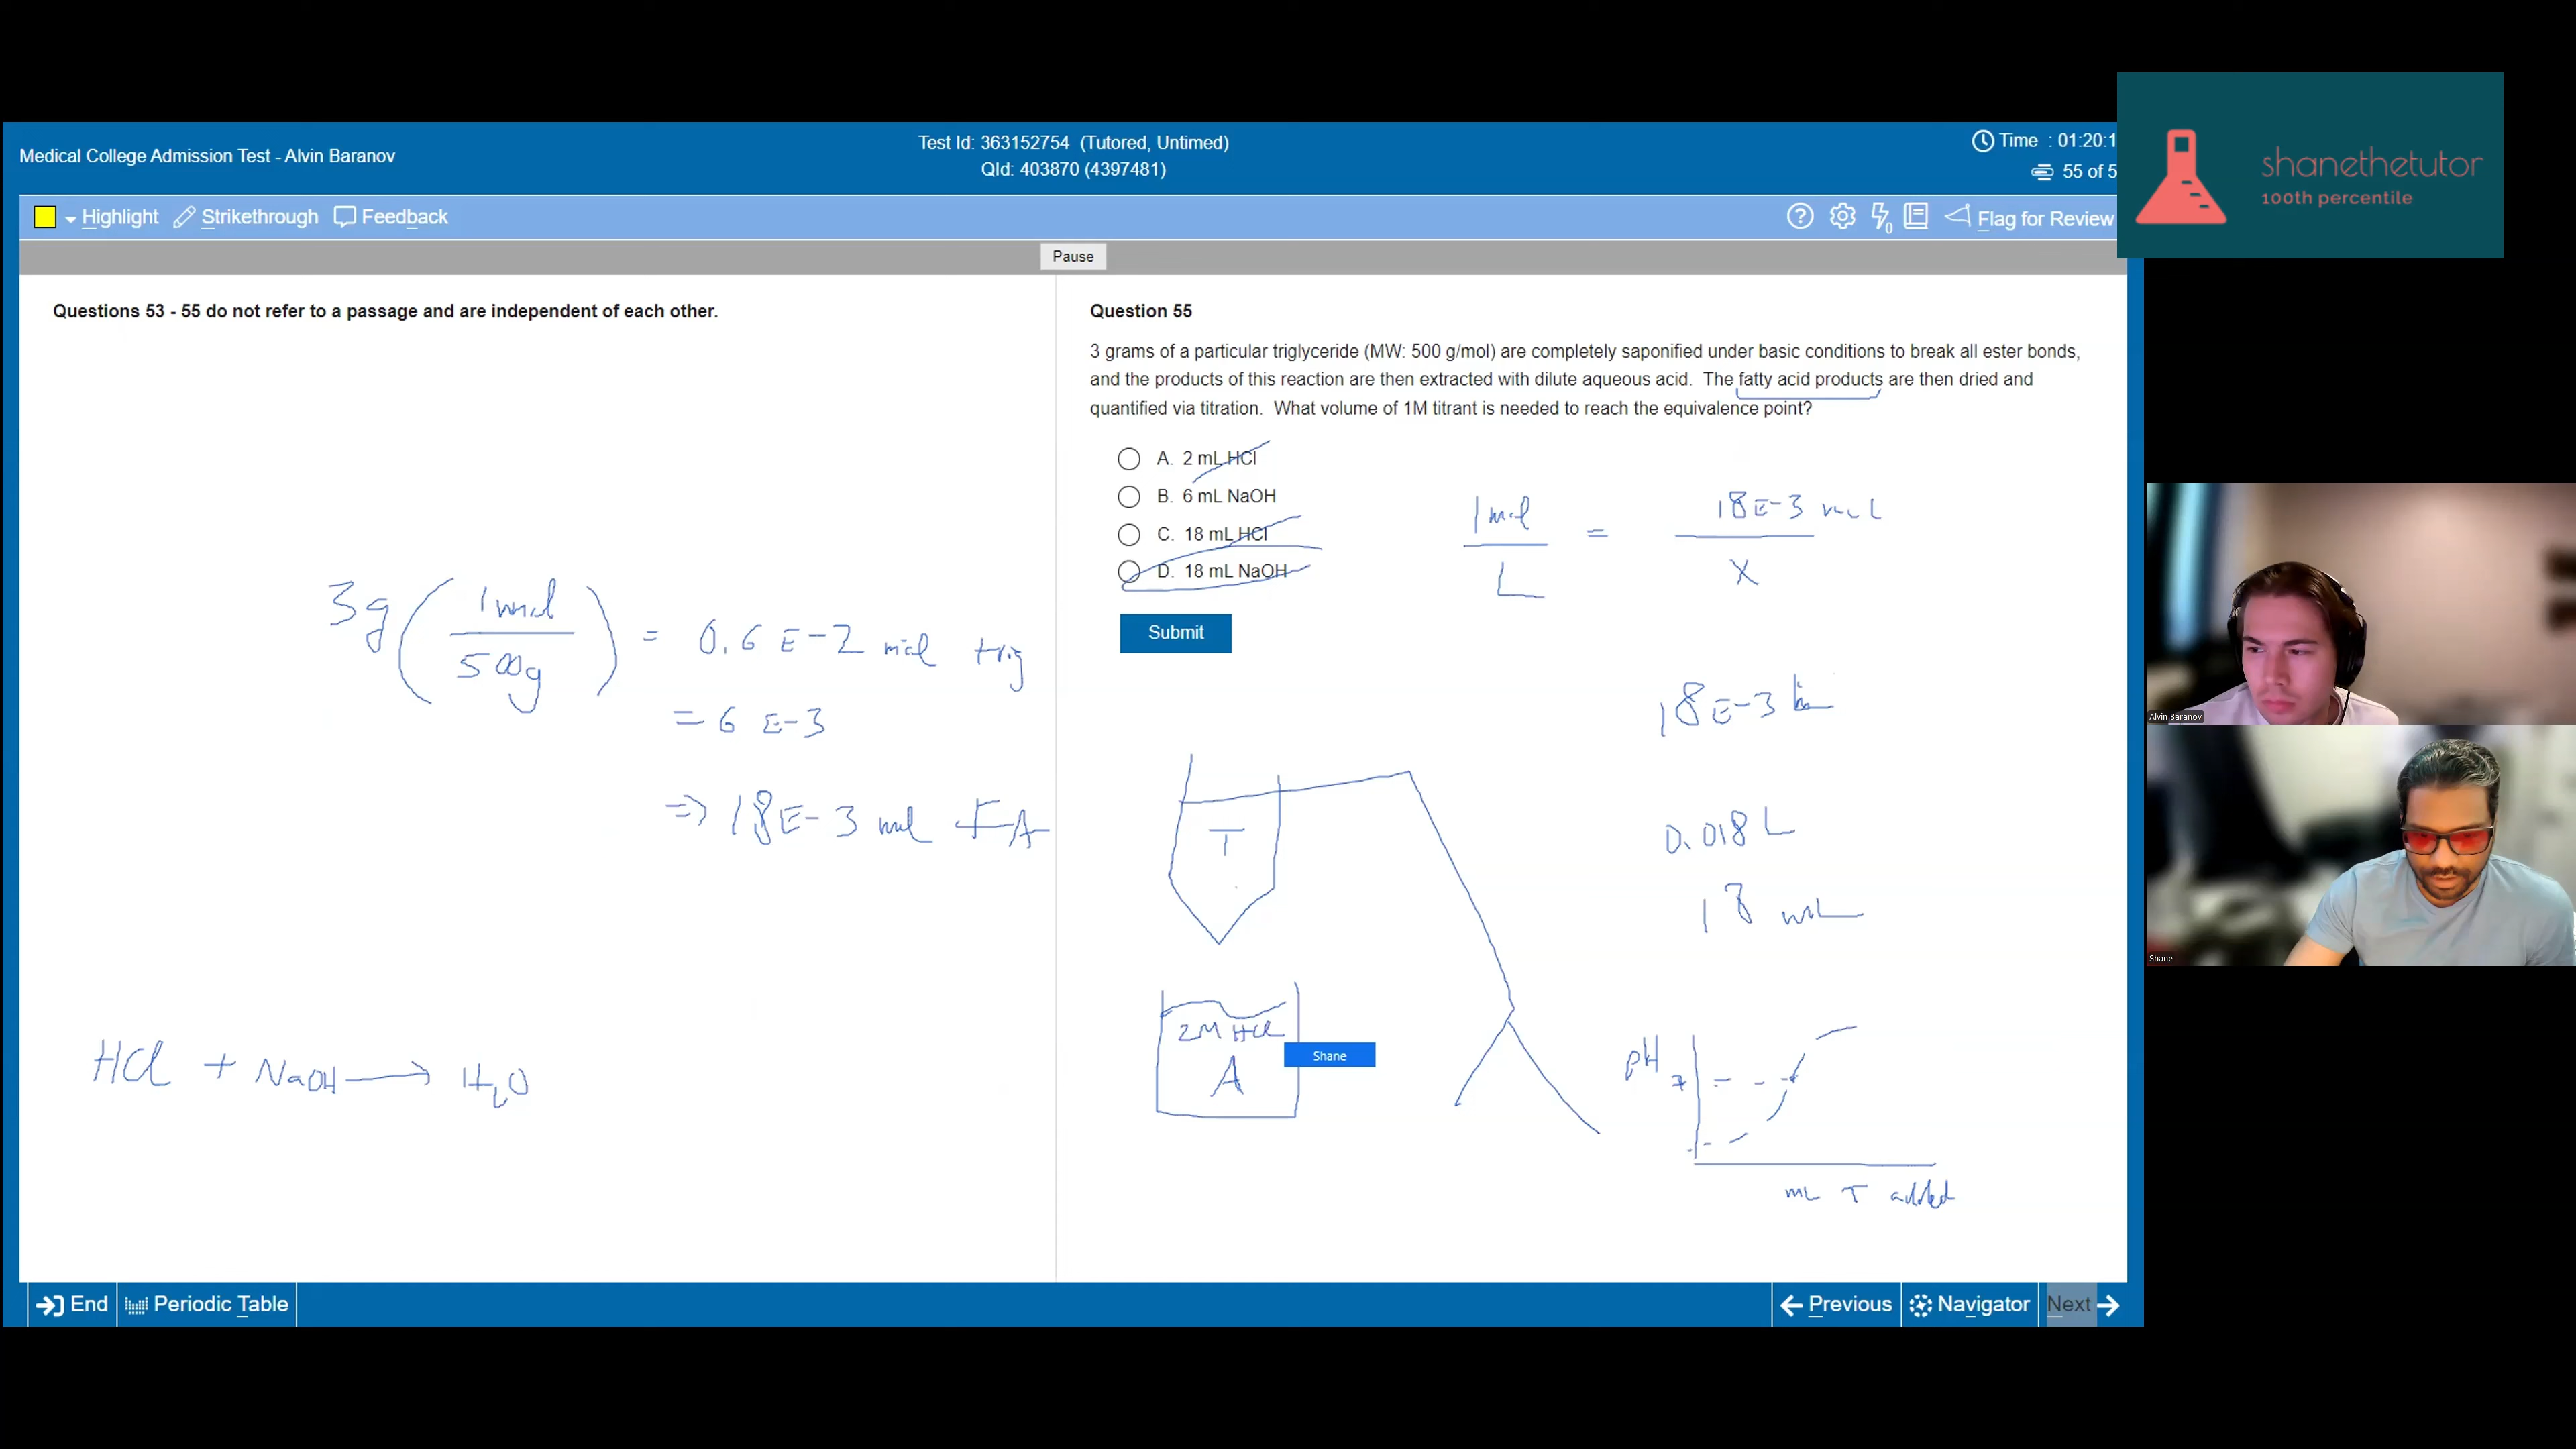 Medical College Admission Test - Alvin Baranov
Test Id: 363152754 (Tutored, Untimed)
QId: 403870 (4397481)
Time : 01:20:1
55 of 5
shanethetutor
100th percentile
Highlight
Strikethrough
Feedback
Flag for Review
Pause
Questions 53 - 55 do not refer to a passage and are independent of each other.
Question 55
3 grams of a particular triglyceride (MW: 500 g/mol) are completely saponified under basic conditions to break all ester bonds,
and the products of this reaction are then extracted with dilute aqueous acid. The fatty acid products are then dried and
quantified via titration. What volume of 1M titrant is needed to reach the equivalence point?
A. 2 mL HCl
B. 6 mL NaOH
C. 18 mL HCl
D. 18 mL NaOH
Submit
1 mol
L
=
18E-3 mol
X
3g ( 1 mol / 500g ) = 0.6 E-2 mol trig
= 6 E-3
⇒ 18E-3 mol FA
18E-3
0.018 L
18 mL
T
2M HCl
A
Shane
HCl + NaOH → H2O
pH
7
mL T added
Alvin Baranov
Shane
End
Periodic Table
Previous
Navigator
Next